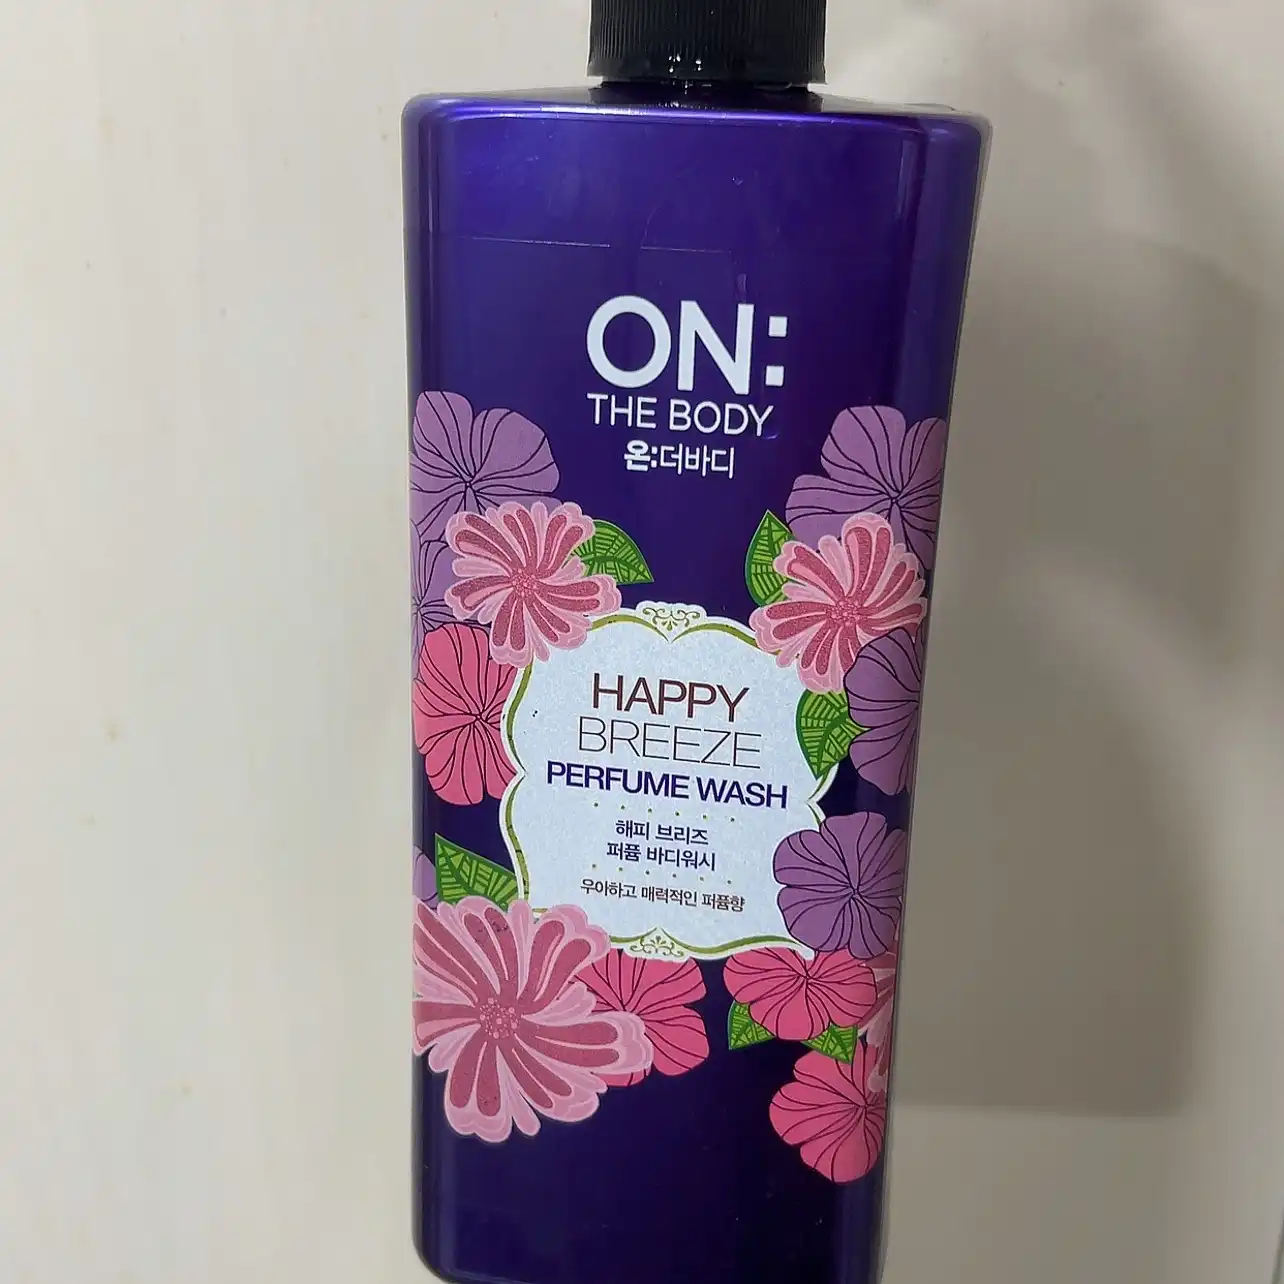 ON:
THE BODY
온:더바디
HAPPY
BREEZE
PERFUME WASH
해피 브리즈
퍼퓸 바디워시
우아하고 매력적인 퍼퓸향